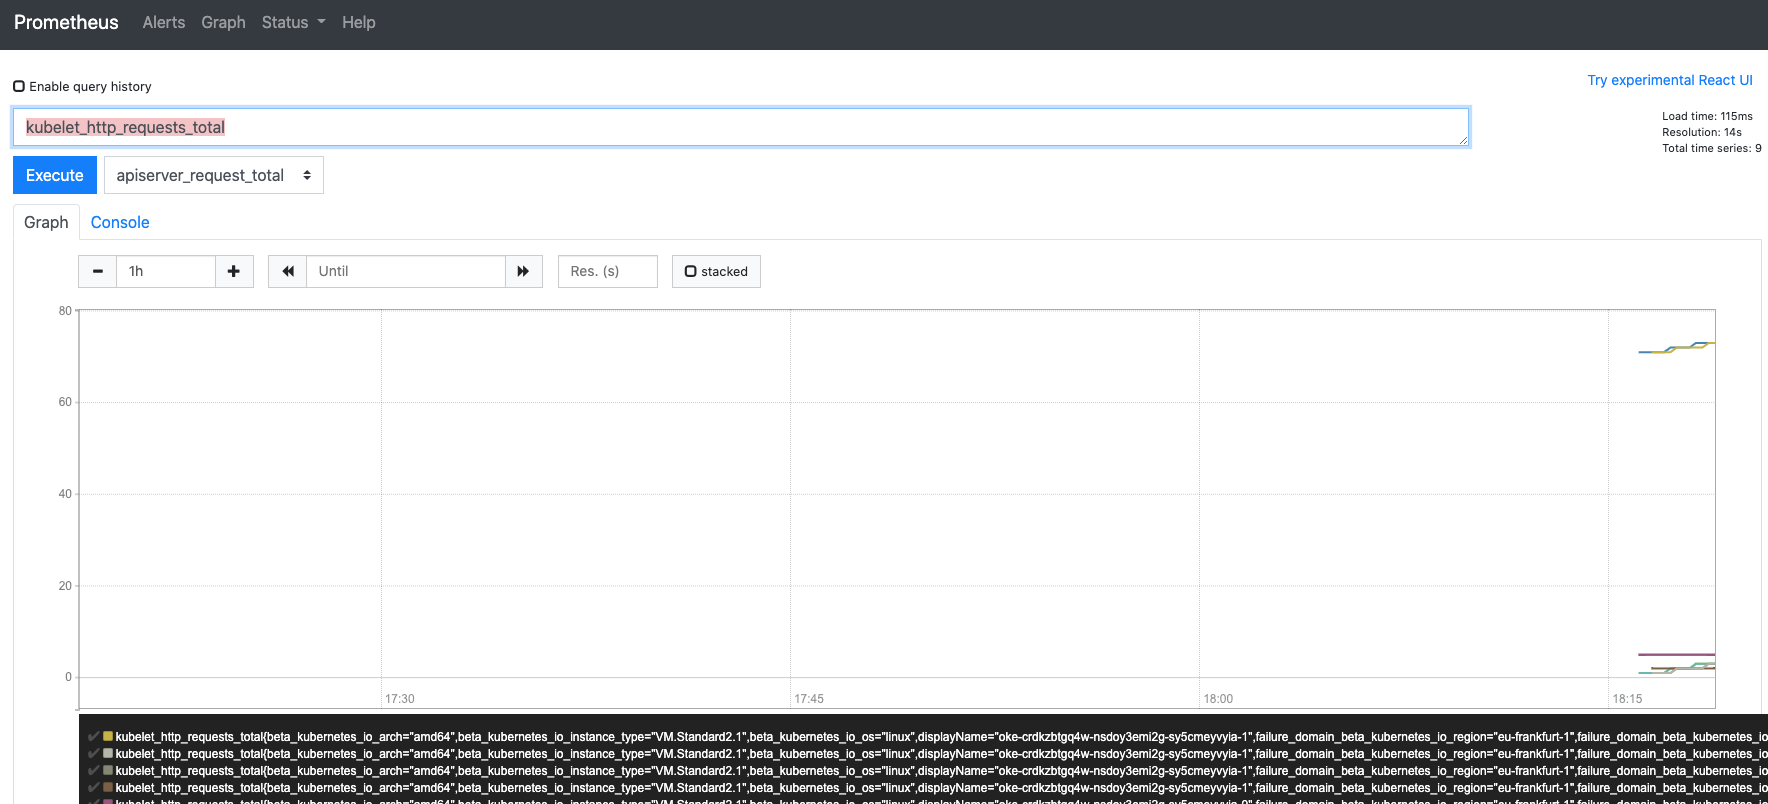 Prometheus Alerts Graph Status Help
Enable query history
Try experimental React UI
kubelet_http_requests_total
Load time: 115ms
Resolution: 14s
Total time series: 9
Execute apiserver_request_total
Graph Console
1h Until Res. (s) stacked
80
60
40
20
0
17:30 17:45 18:00 18:15
kubelet_http_requests_total{beta_kubernetes_io_arch="amd64",beta_kubernetes_io_instance_type="VM.Standard2.1",beta_kubernetes_io_os="linux",displayName="oke-crdkzbtgq4w-nsdoy3emi2g-sy5cmeyvyia-1",failure_domain_beta_kubernetes_io_region="eu-frankfurt-1",failure_domain_beta_kubernetes_io
kubelet_http_requests_total{beta_kubernetes_io_arch="amd64",beta_kubernetes_io_instance_type="VM.Standard2.1",beta_kubernetes_io_os="linux",displayName="oke-crdkzbtgq4w-nsdoy3emi2g-sy5cmeyvyia-1",failure_domain_beta_kubernetes_io_region="eu-frankfurt-1",failure_domain_beta_kubernetes_io
kubelet_http_requests_total{beta_kubernetes_io_arch="amd64",beta_kubernetes_io_instance_type="VM.Standard2.1",beta_kubernetes_io_os="linux",displayName="oke-crdkzbtgq4w-nsdoy3emi2g-sy5cmeyvyia-1",failure_domain_beta_kubernetes_io_region="eu-frankfurt-1",failure_domain_beta_kubernetes_io
kubelet_http_requests_total{beta_kubernetes_io_arch="amd64",beta_kubernetes_io_instance_type="VM.Standard2.1",beta_kubernetes_io_os="linux",displayName="oke-crdkzbtgq4w-nsdoy3emi2g-sy5cmeyvyia-1",failure_domain_beta_kubernetes_io_region="eu-frankfurt-1",failure_domain_beta_kubernetes_io